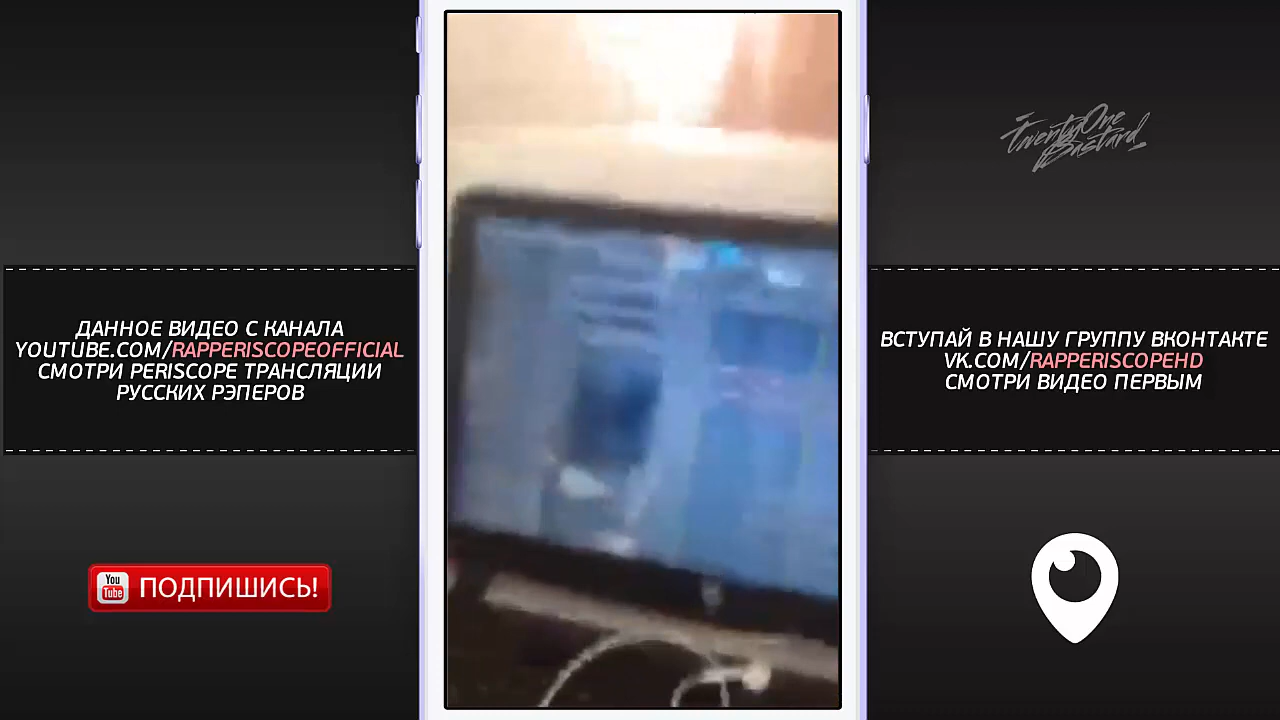 TwentyOne
Bastard
ДАННОЕ ВИДЕО С КАНАЛА
YOUTUBE.COM/RAPPERISCOPEOFFICIAL
СМОТРИ PERISCOPE ТРАНСЛЯЦИИ
РУССКИХ РЭПЕРОВ
ВСТУПАЙ В НАШУ ГРУППУ ВКОНТАКТЕ
VK.COM/RAPPERISCOPEHD
СМОТРИ ВИДЕО ПЕРВЫМ
You
Tube
ПОДПИШИСЬ!